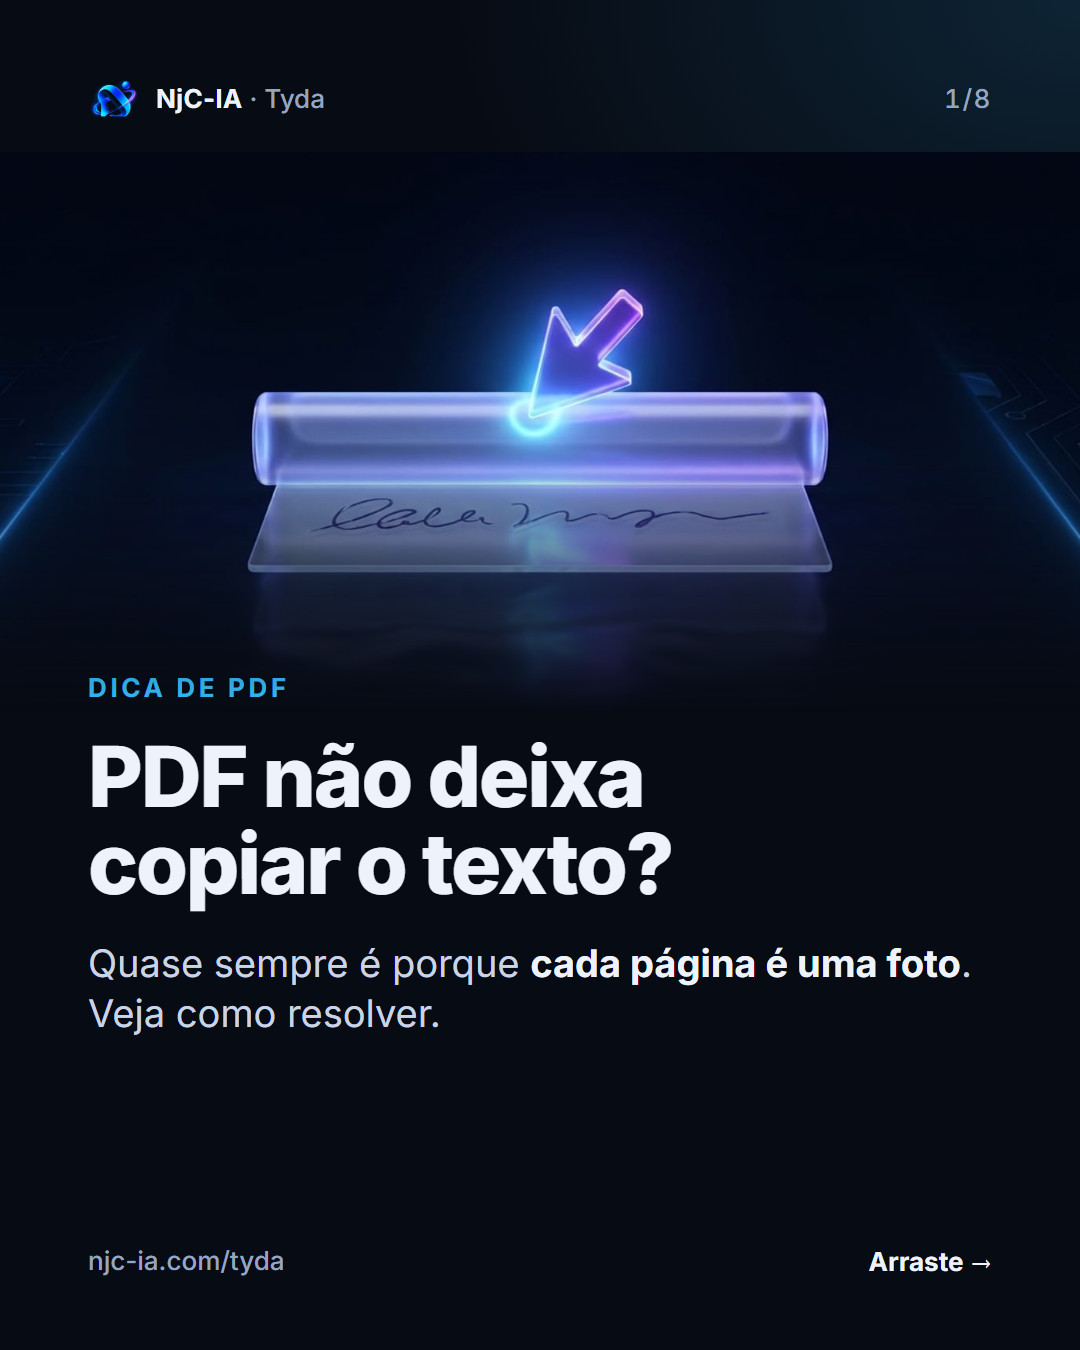 NjC-IA · Tyda
1/8
DICA DE PDF
PDF não deixa
copiar o texto?
Quase sempre é porque cada página é uma foto.
Veja como resolver.
njc-ia.com/tyda
Arraste →